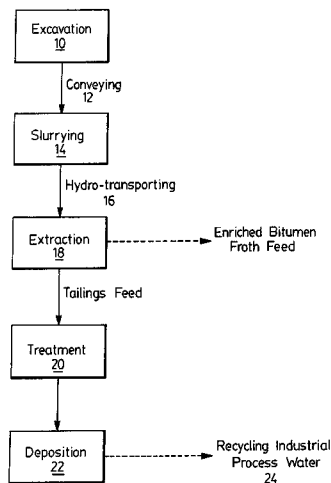 Excavation
10
Conveying
12
Slurrying
14
Hydro-transporting
16
Extraction
18
Enriched Bitumen
Froth Feed
Tailings Feed
Treatment
20
Deposition
22
Recycling Industrial
Process Water
24